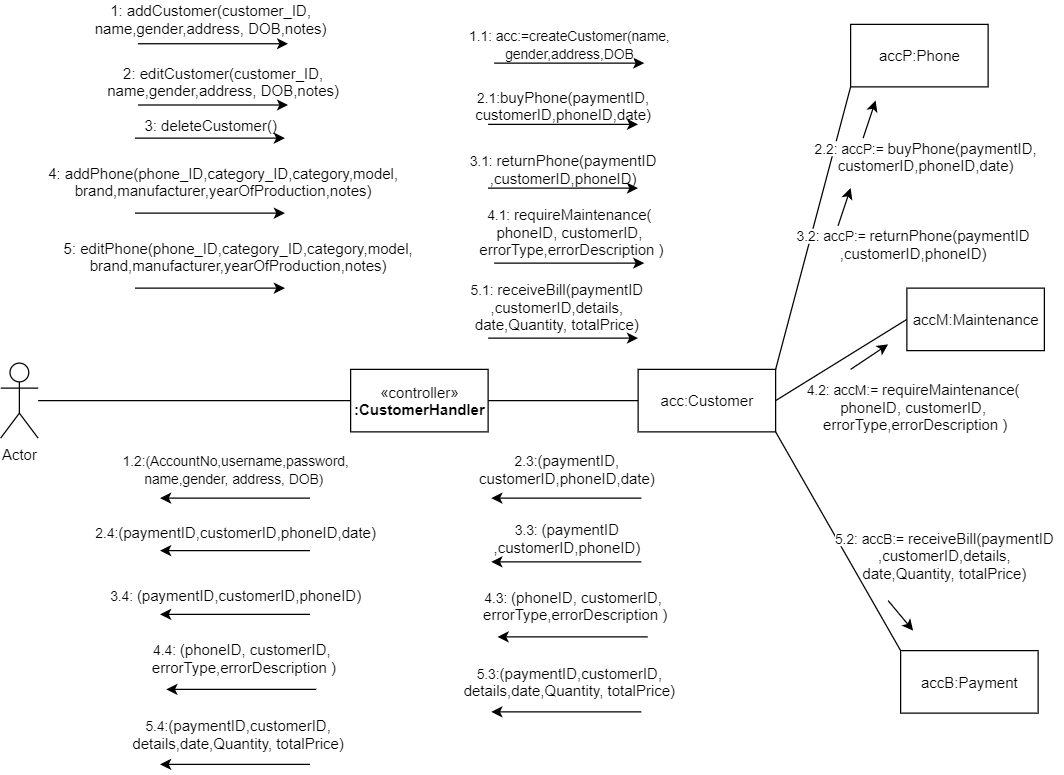 1: addCustomer(customer_ID,
name,gender,address, DOB,notes)
2: editCustomer(customer_ID,
name,gender,address, DOB,notes)
3: deleteCustomer()
4: addPhone(phone_ID,category_ID,category,model,
brand,manufacturer,yearOfProduction,notes)
5: editPhone(phone_ID,category_ID,category,model,
brand,manufacturer,yearOfProduction,notes)
1.1: acc:=createCustomer(name,
gender,address,DOB
2.1:buyPhone(paymentID,
customerID,phoneID,date)
3.1: returnPhone(paymentID
,customerID,phoneID)
4.1: requireMaintenance(
phoneID, customerID,
errorType,errorDescription )
5.1: receiveBill(paymentID
,customerID,details,
date,Quantity, totalPrice)
accP:Phone
2.2: accP:= buyPhone(paymentID,
customerID,phoneID,date)
3.2: accP:= returnPhone(paymentID
,customerID,phoneID)
accM:Maintenance
4.2: accM:= requireMaintenance(
phoneID, customerID,
errorType,errorDescription )
Actor
«controller»
:CustomerHandler
acc:Customer
1.2:(AccountNo,username,password,
name,gender, address, DOB)
2.4:(paymentID,customerID,phoneID,date)
3.4: (paymentID,customerID,phoneID)
4.4: (phoneID, customerID,
errorType,errorDescription )
5.4:(paymentID,customerID,
details,date,Quantity, totalPrice)
2.3:(paymentID,
customerID,phoneID,date)
3.3: (paymentID
,customerID,phoneID)
4.3: (phoneID, customerID,
errorType,errorDescription )
5.3:(paymentID,customerID,
details,date,Quantity, totalPrice)
5.2: accB:= receiveBill(paymentID
,customerID,details,
date,Quantity, totalPrice)
accB:Payment